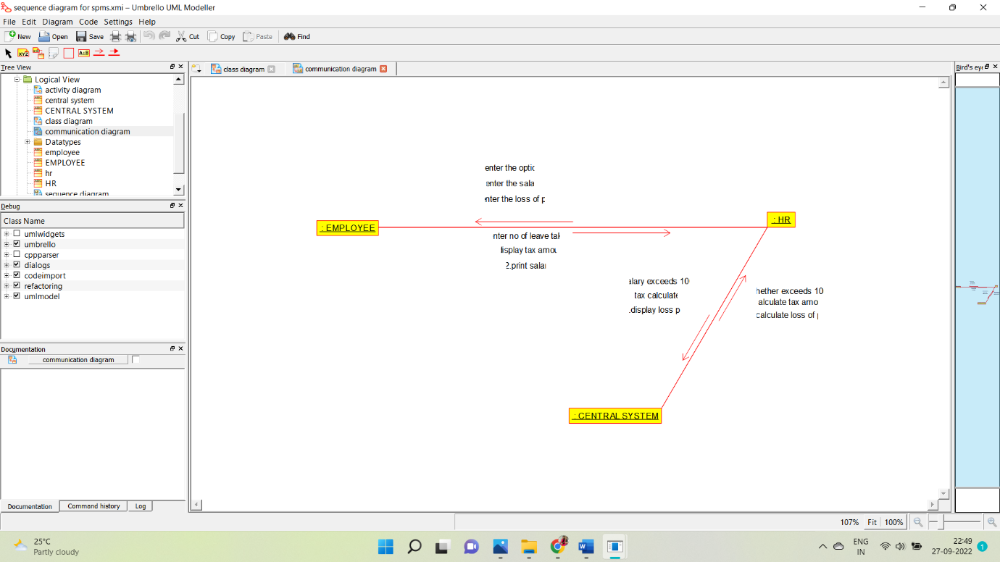 sequence diagram for spms.xmi – Umbrello UML Modeller
File Edit Diagram Code Settings Help
New Open Save Cut Copy Paste Find
XYZ A:B
Tree View
Logical View
activity diagram
central system
CENTRAL SYSTEM
class diagram
communication diagram
Datatypes
employee
EMPLOYEE
hr
HR
sequence diagram
Debug
Class Name
umlwidgets
umbrello
cppparser
dialogs
codeimport
refactoring
umlmodel
Documentation
communication diagram
Documentation Command history Log
class diagram communication diagram
enter the optic
enter the sala
enter the loss of p
: EMPLOYEE
: HR
nter no of leave tak
display tax amou
2.print salar
alary exceeds 10
tax calculate
.display loss p
hether exceeds 10
alculate tax amo
calculate loss of p
: CENTRAL SYSTEM
Bird's eye
107% Fit 100%
25°C
Partly cloudy
ENG
IN
22:49
27-09-2022
1